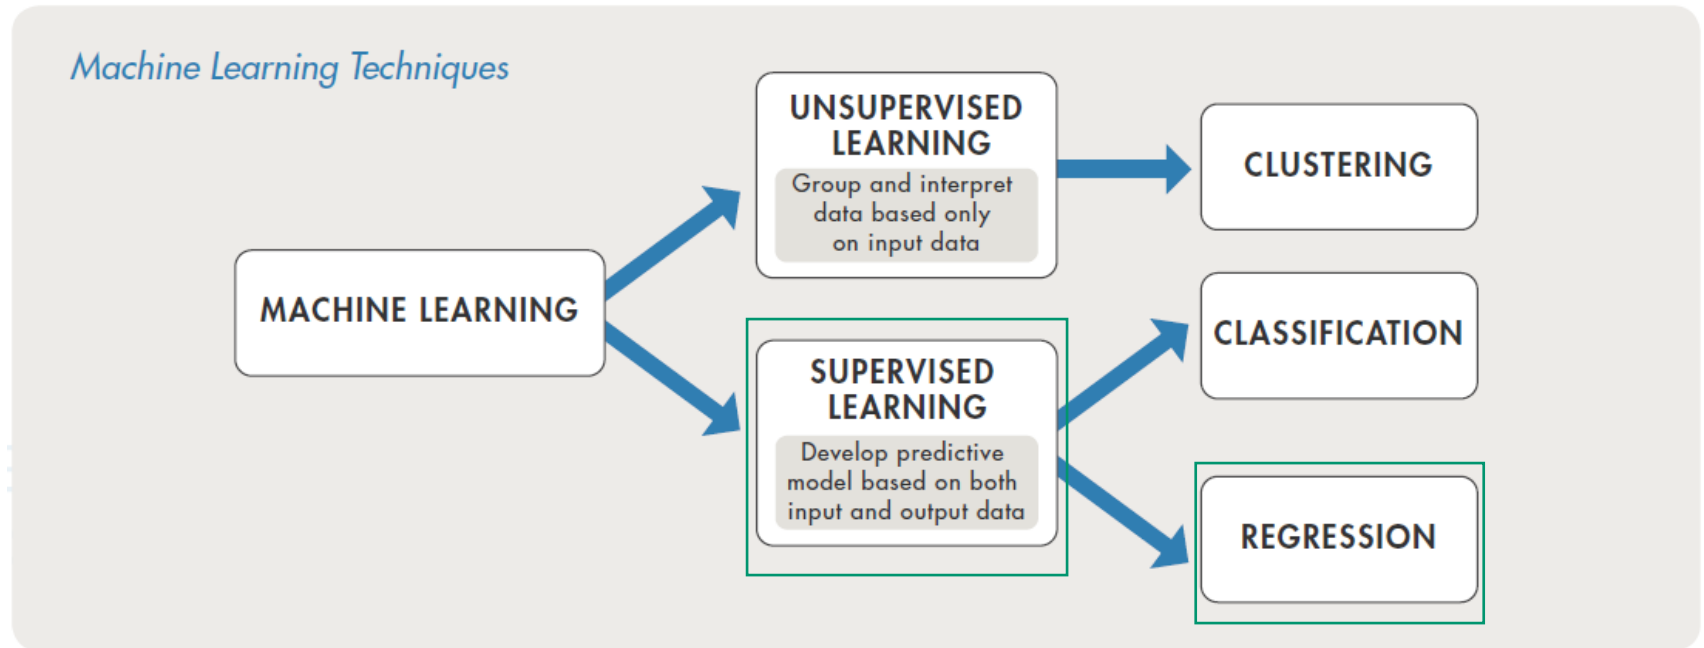 Machine Learning Techniques
UNSUPERVISED
LEARNING
Group and interpret
data based only
on input data
CLUSTERING
MACHINE LEARNING
CLASSIFICATION
SUPERVISED
LEARNING
Develop predictive
model based on both
input and output data
REGRESSION